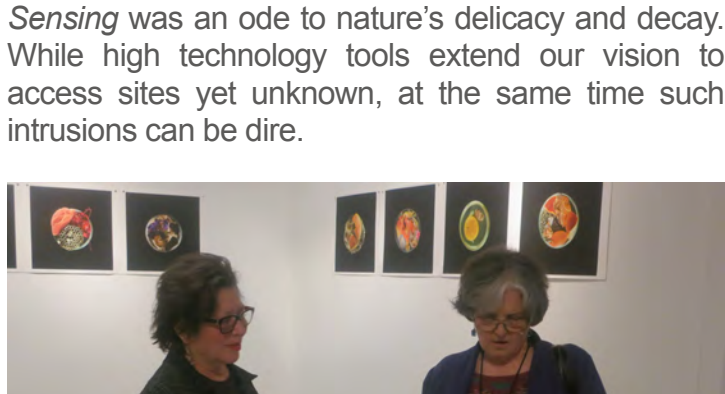 Sensing was an ode to nature’s delicacy and decay.
While high technology tools extend our vision to
access sites yet unknown, at the same time such
intrusions can be dire.